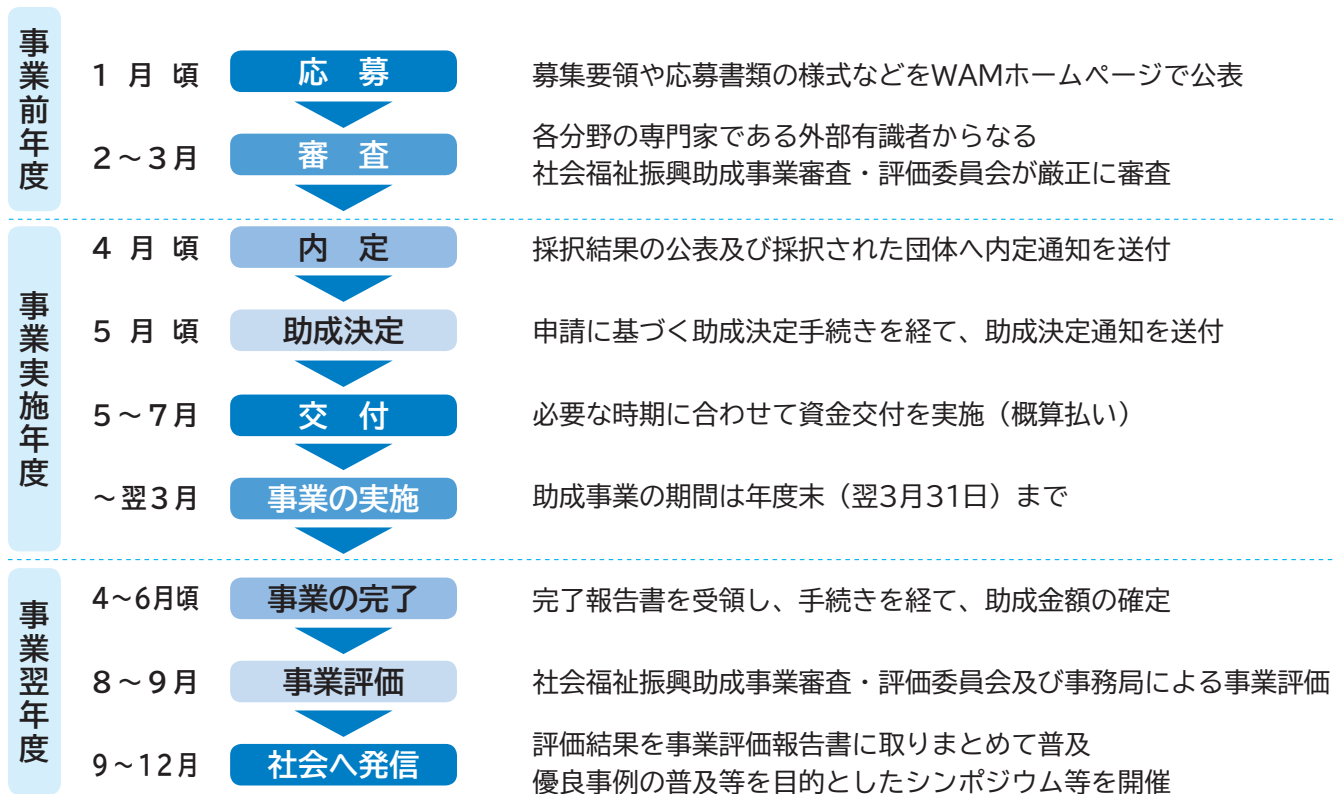 事業前年度
1 月 頃
応 募
募集要領や応募書類の様式などをWAMホームページで公表
2～3月
審 査
各分野の専門家である外部有識者からなる
社会福祉振興助成事業審査・評価委員会が厳正に審査
事業実施年度
4 月 頃
内 定
採択結果の公表及び採択された団体へ内定通知を送付
5 月 頃
助成決定
申請に基づく助成決定手続きを経て、助成決定通知を送付
5～7月
交 付
必要な時期に合わせて資金交付を実施（概算払い）
～翌3月
事業の実施
助成事業の期間は年度末（翌3月31日）まで
事業翌年度
4～6月頃
事業の完了
完了報告書を受領し、手続きを経て、助成金額の確定
8～9月
事業評価
社会福祉振興助成事業審査・評価委員会及び事務局による事業評価
9～12月
社会へ発信
評価結果を事業評価報告書に取りまとめて普及
優良事例の普及等を目的としたシンポジウム等を開催